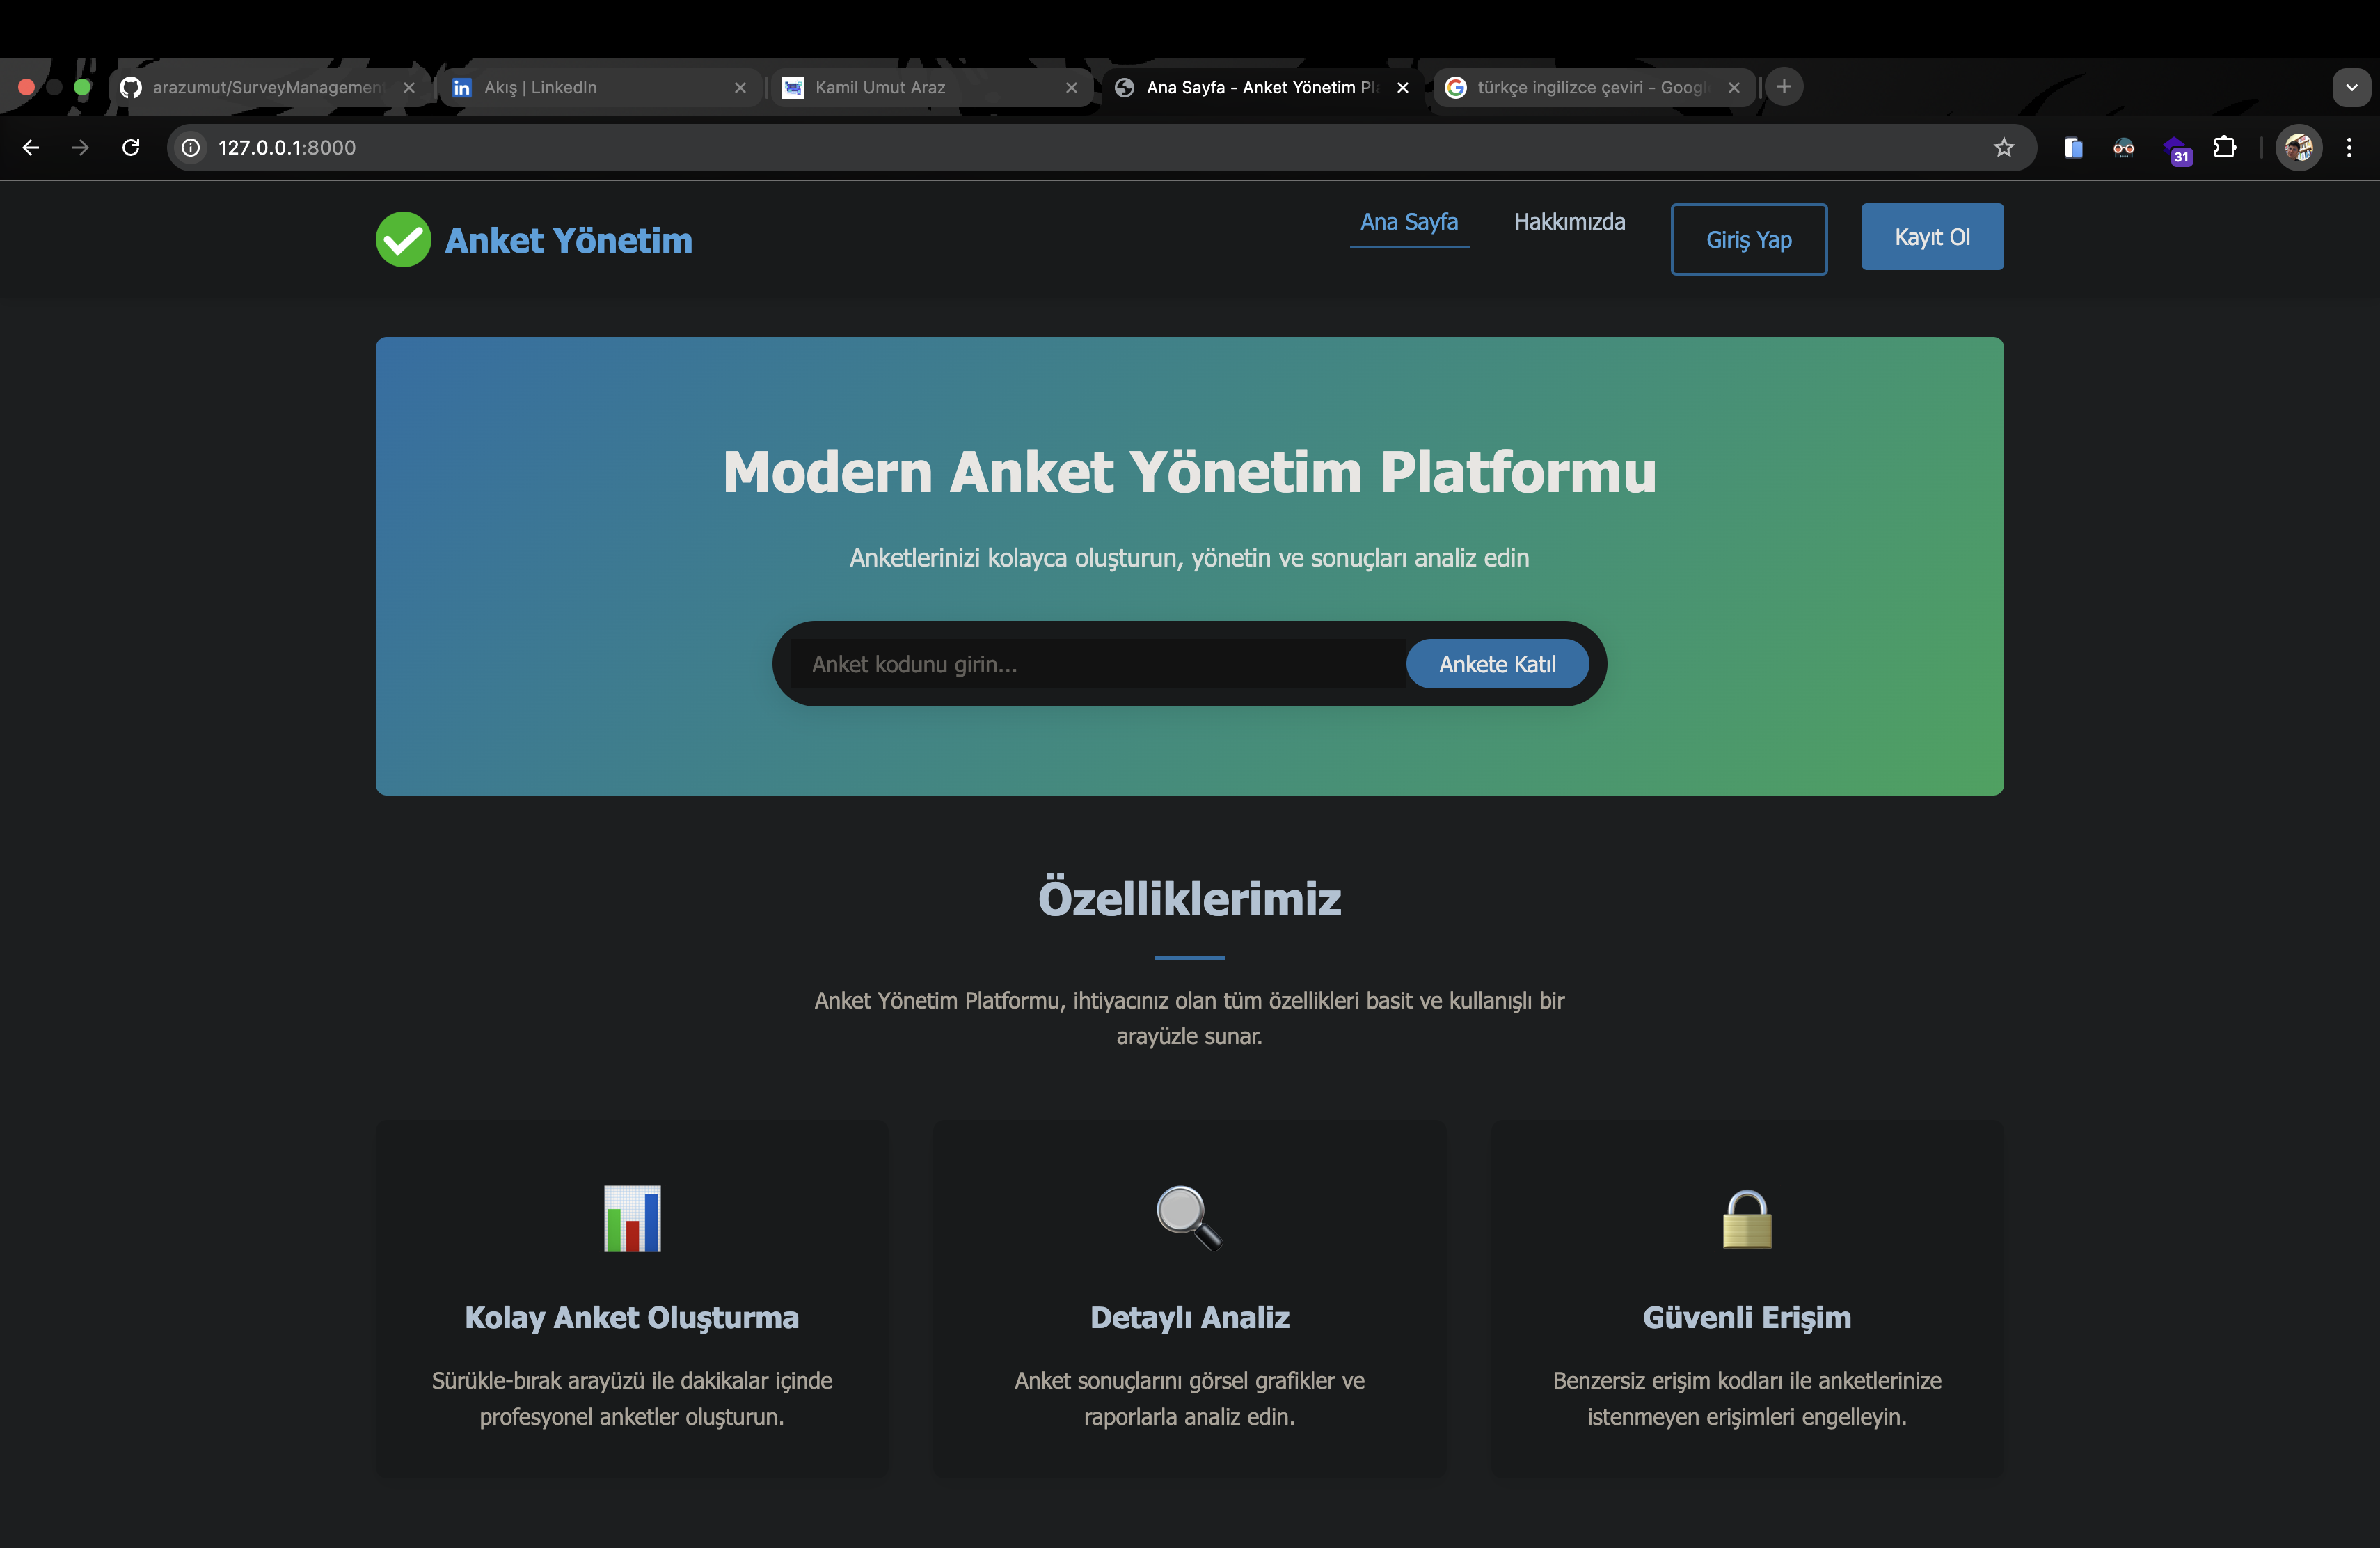 arazumut/SurveyManagement
Akış | LinkedIn
Kamil Umut Araz
Ana Sayfa - Anket Yönetim Pla
türkçe ingilizce çeviri - Googl
127.0.0.1:8000
31
Anket Yönetim
Ana Sayfa
Hakkımızda
Giriş Yap
Kayıt Ol
Modern Anket Yönetim Platformu
Anketlerinizi kolayca oluşturun, yönetin ve sonuçları analiz edin
Anket kodunu girin...
Ankete Katıl
Özelliklerimiz
Anket Yönetim Platformu, ihtiyacınız olan tüm özellikleri basit ve kullanışlı bir
arayüzle sunar.
Kolay Anket Oluşturma
Sürükle-bırak arayüzü ile dakikalar içinde
profesyonel anketler oluşturun.
Detaylı Analiz
Anket sonuçlarını görsel grafikler ve
raporlarla analiz edin.
Güvenli Erişim
Benzersiz erişim kodları ile anketlerinize
istenmeyen erişimleri engelleyin.